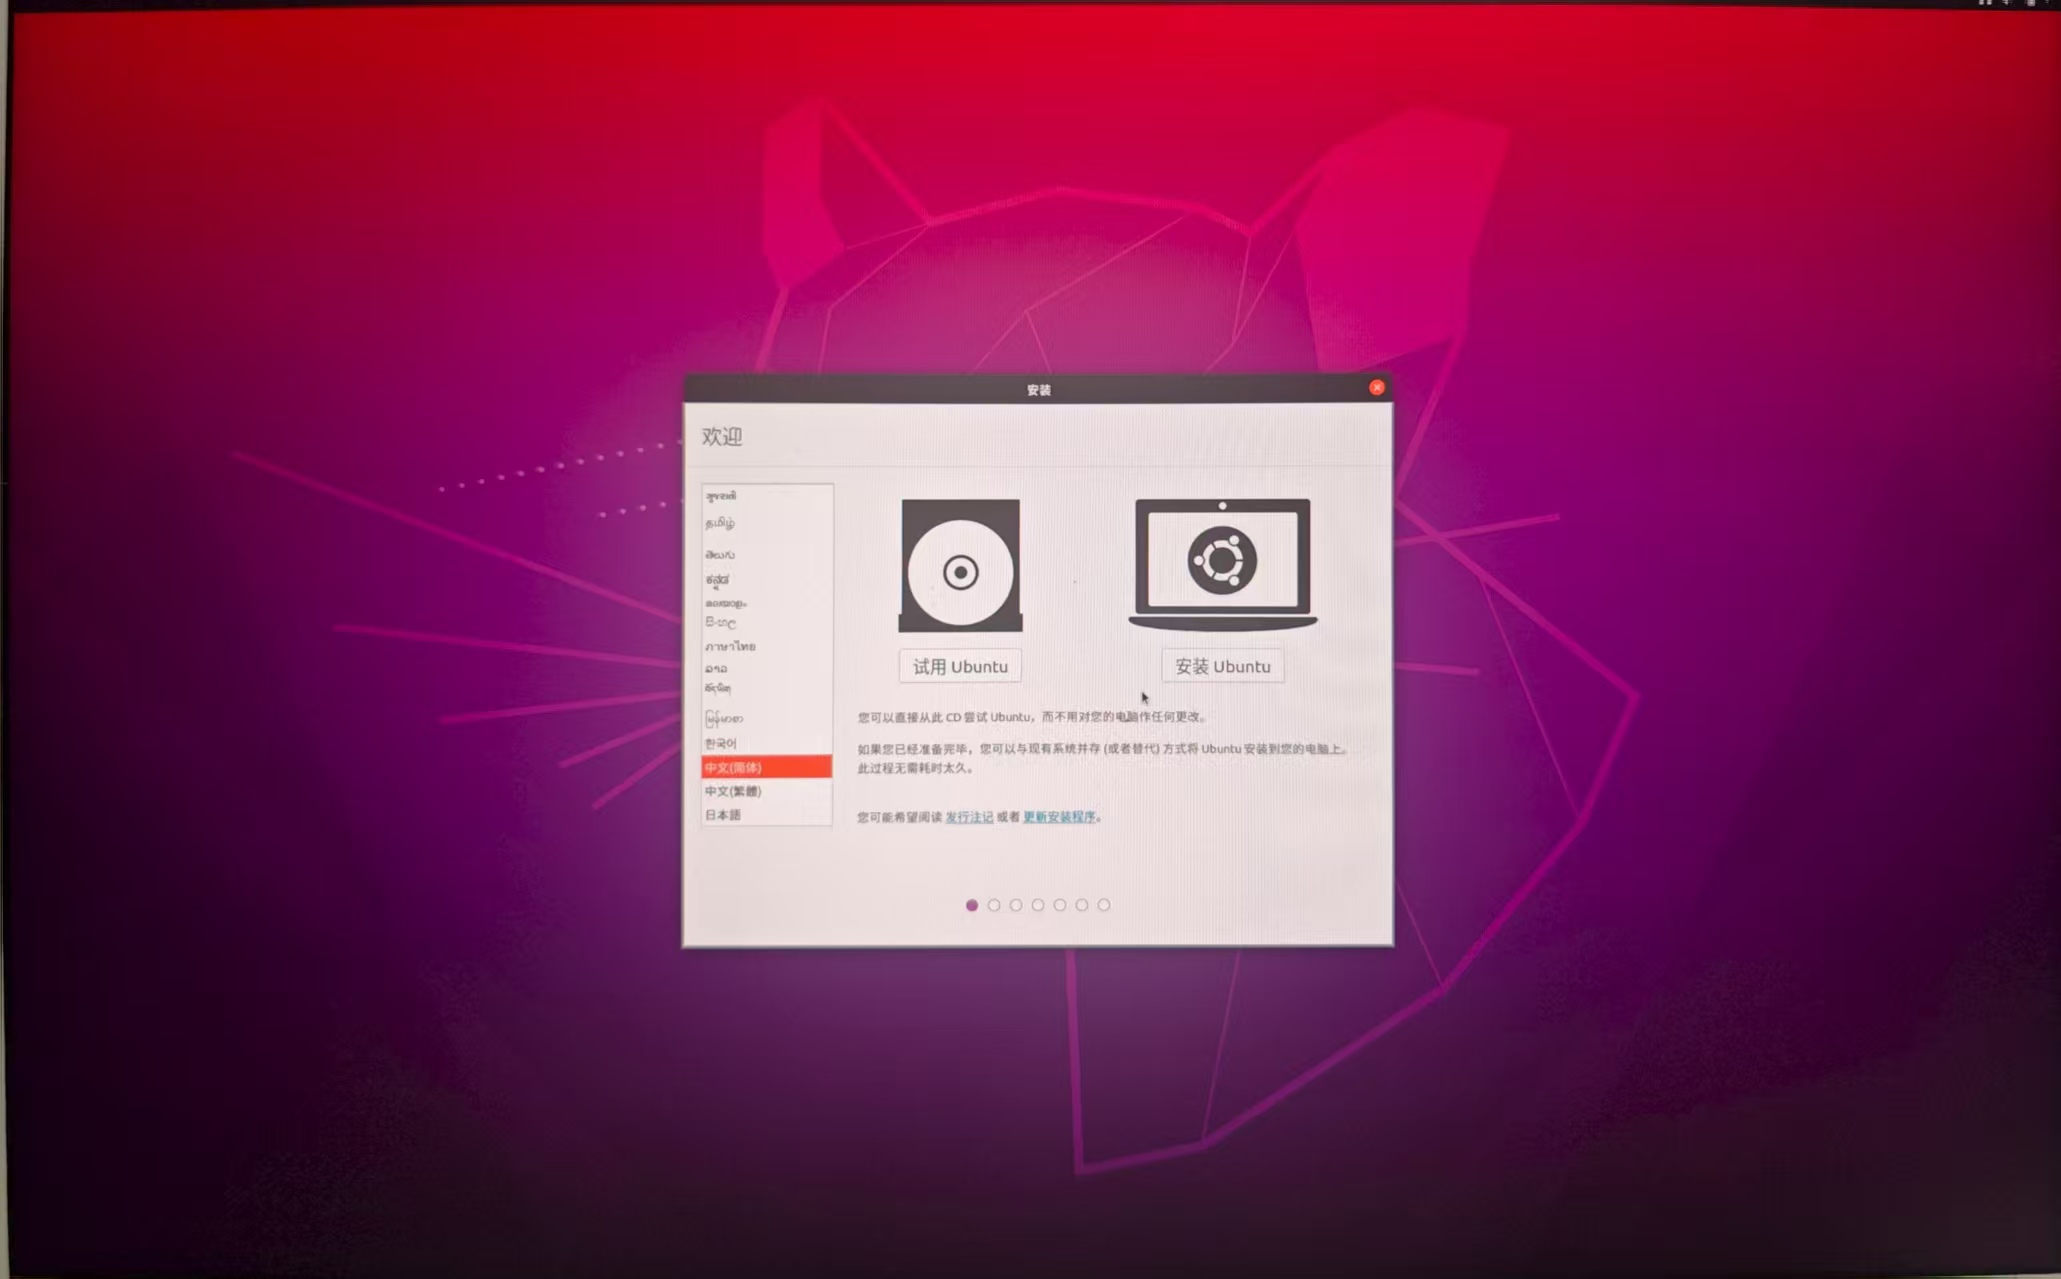 安装
欢迎
ગુજરાતી
தமிழ்
తెలుగు
ಕನ್ನಡ
മലയാളം
සිංහල
ภาษาไทย
ລາວ
မြန်မာစာ
한국어
中文(简体)
中文(繁體)
日本語
试用 Ubuntu
安装 Ubuntu
您可以直接从此 CD 尝试 Ubuntu，而不用对您的电脑作任何更改。
如果您已经准备完毕，您可以与现有系统并存 (或者替代) 方式将 Ubuntu 安装到您的电脑上。
此过程无需耗时太久。
您可能希望阅读 发行注记 或者 更新安装程序。